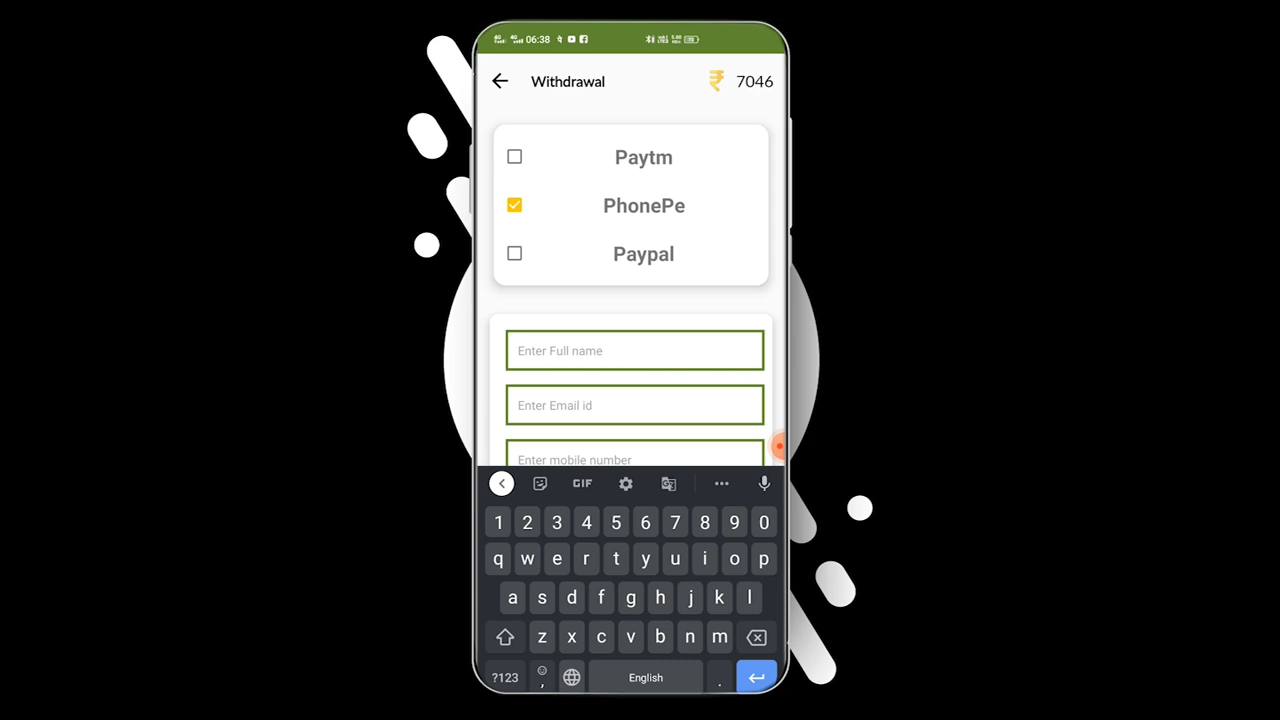 06:38
Withdrawal ₹ 7046
Paytm
PhonePe
Paypal
Enter Full name
Enter Email id
Enter mobile number
GIF
1 2 3 4 5 6 7 8 9 0
q w e r t y u i o p
a s d f g h j k l
z x c v b n m
?123 , English .